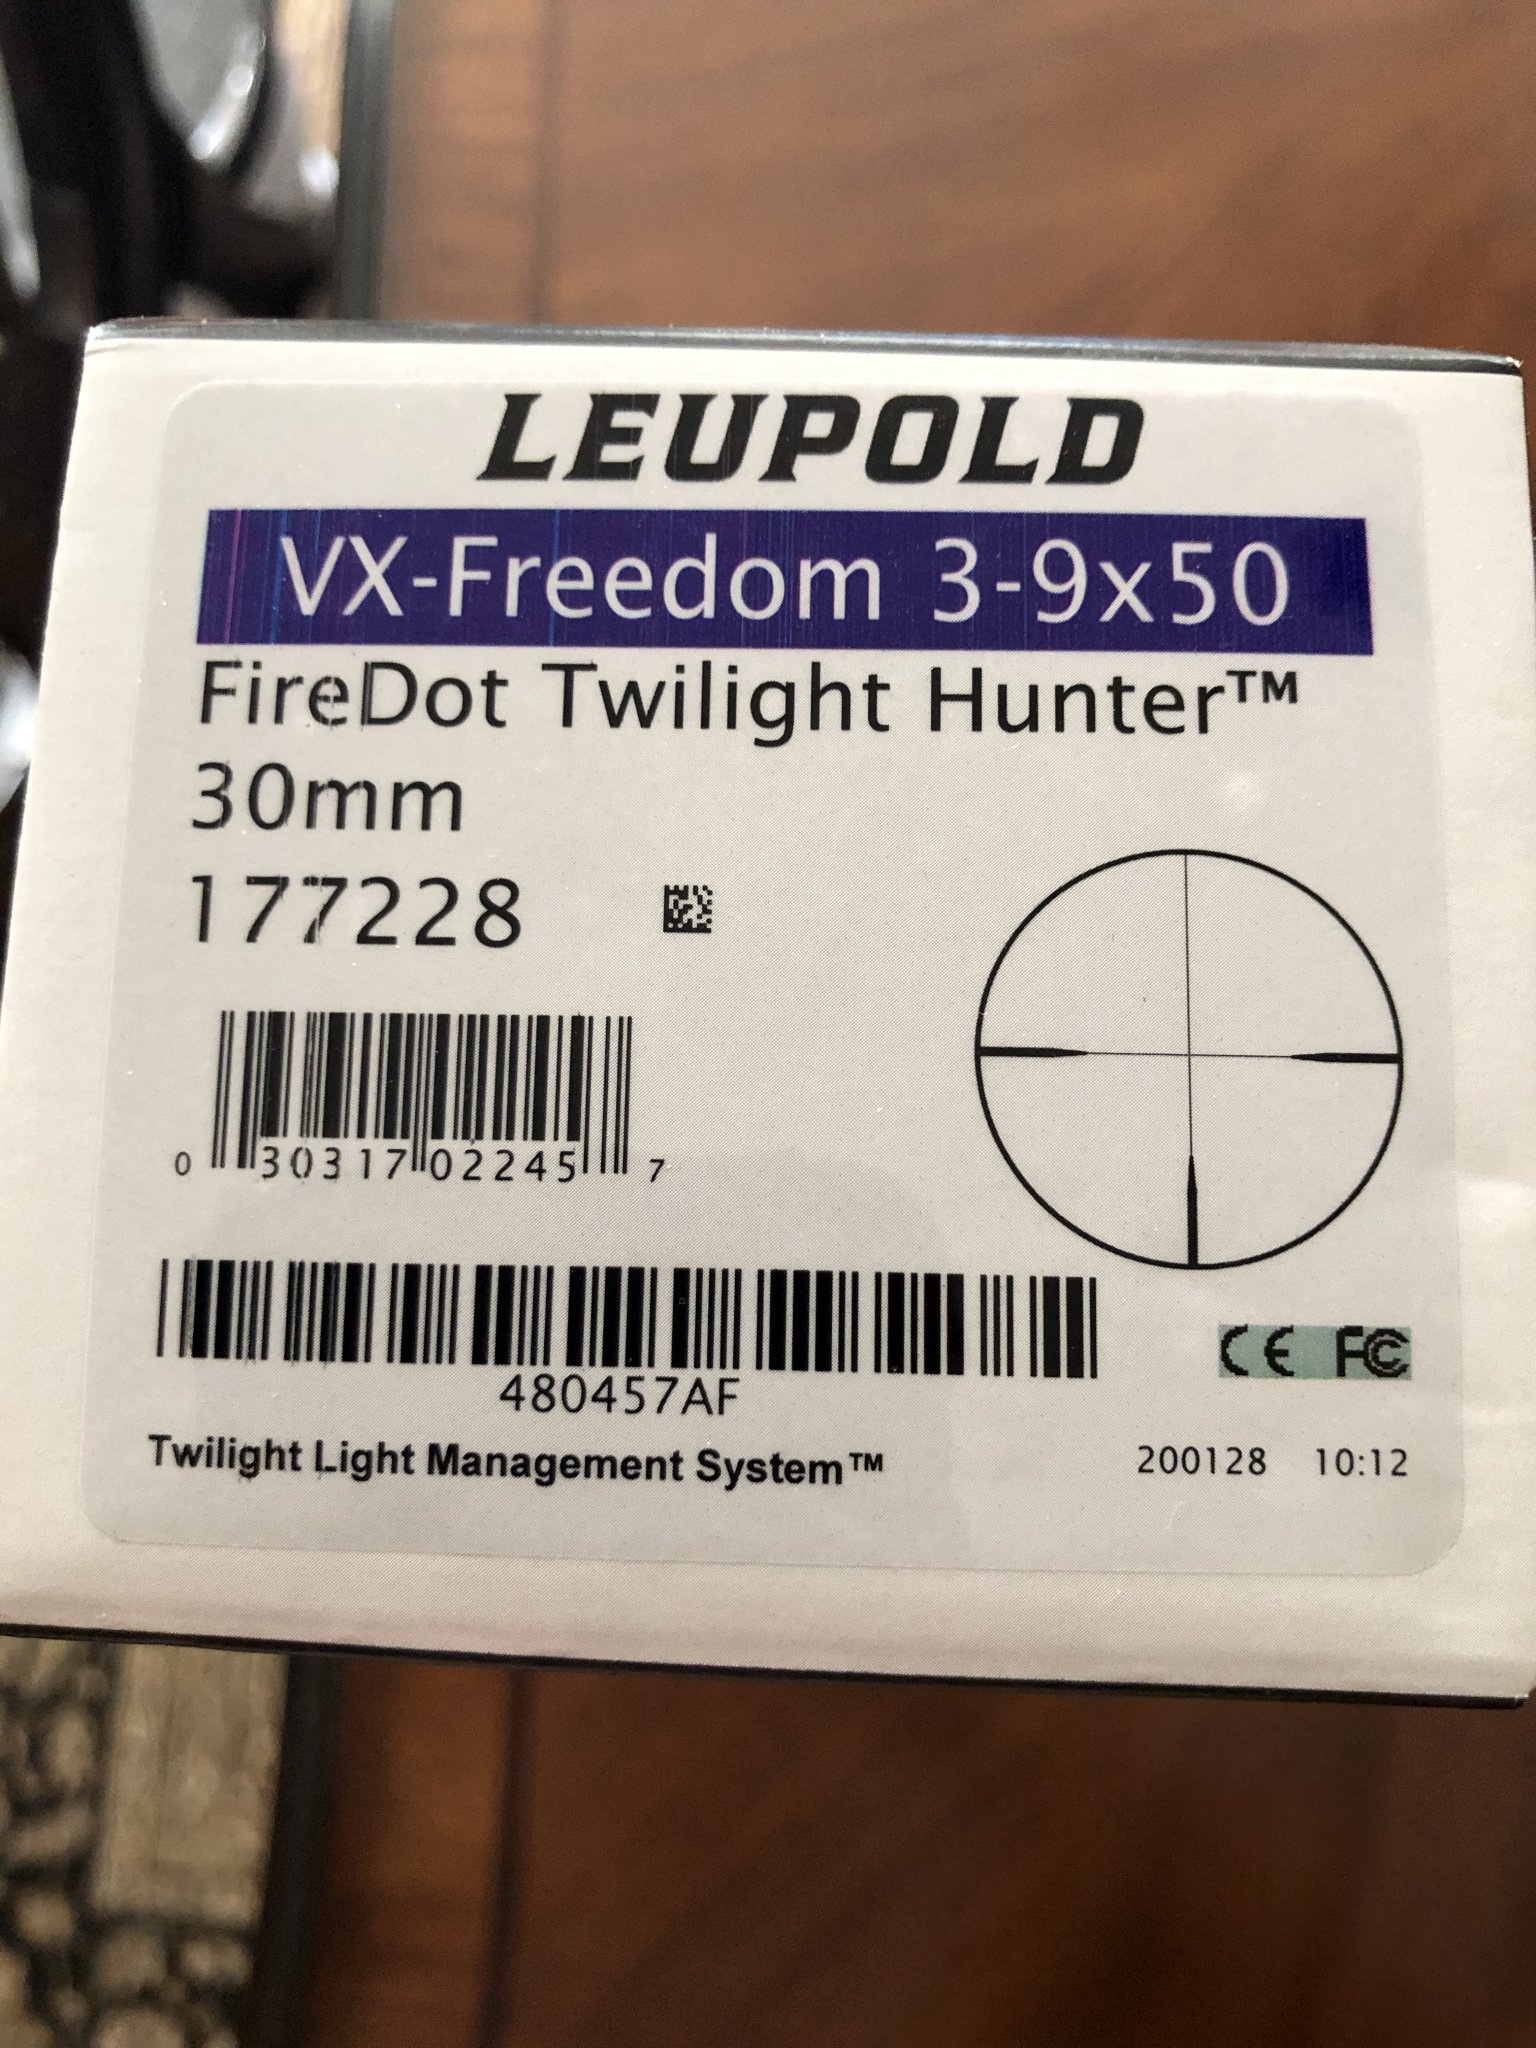 LEUPOLD
VX-Freedom 3-9x50
FireDot Twilight Hunter™
30mm
177228
0 30317 02245 7
480457AF
CE FC
Twilight Light Management System™
200128 10:12